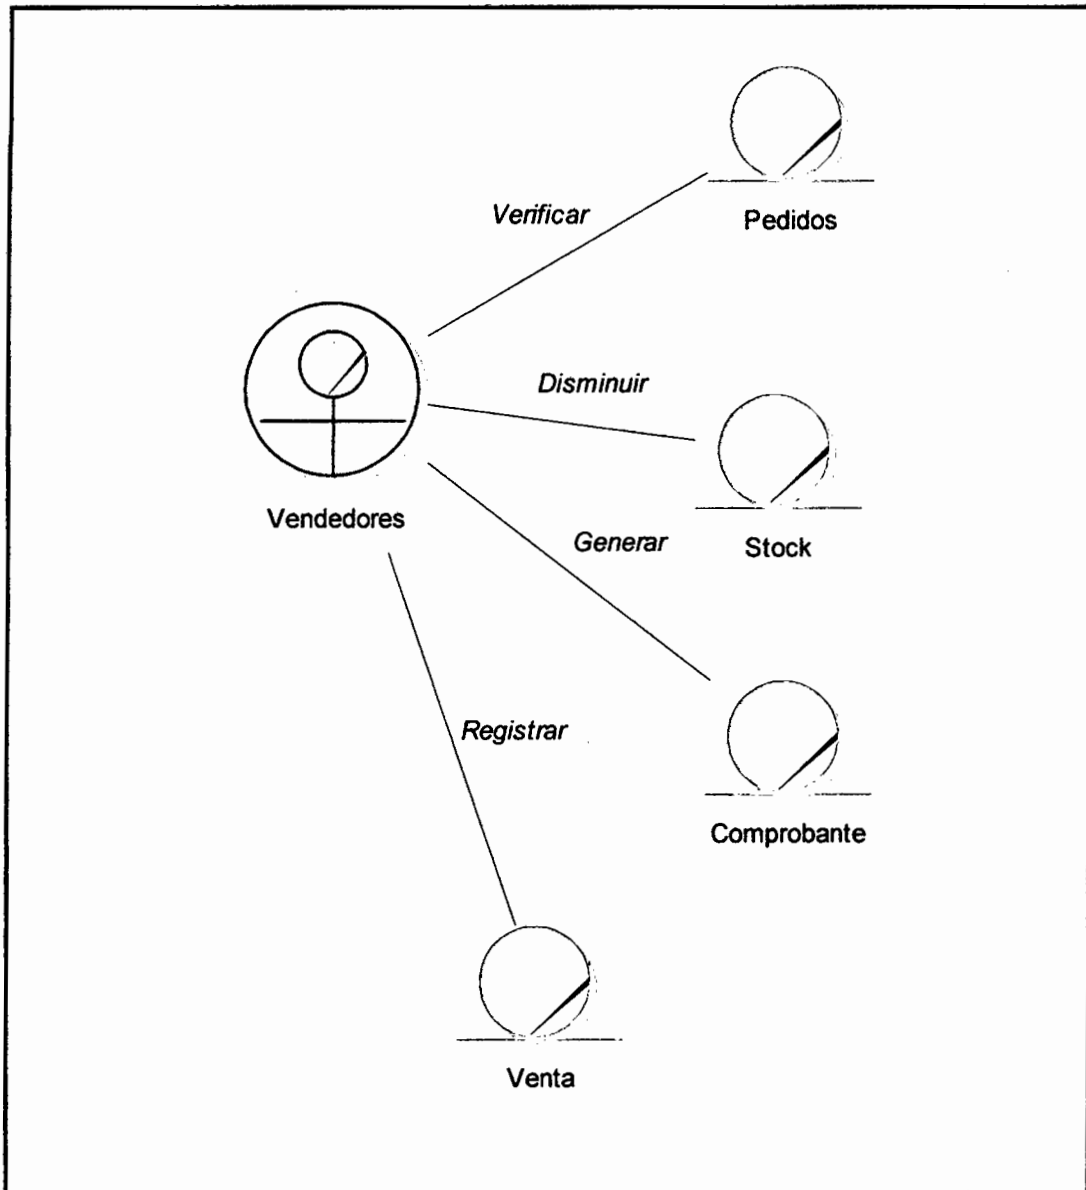 Pedidos
Verificar
Disminuir
Vendedores
Generar
Stock
Registrar
Comprobante
Venta